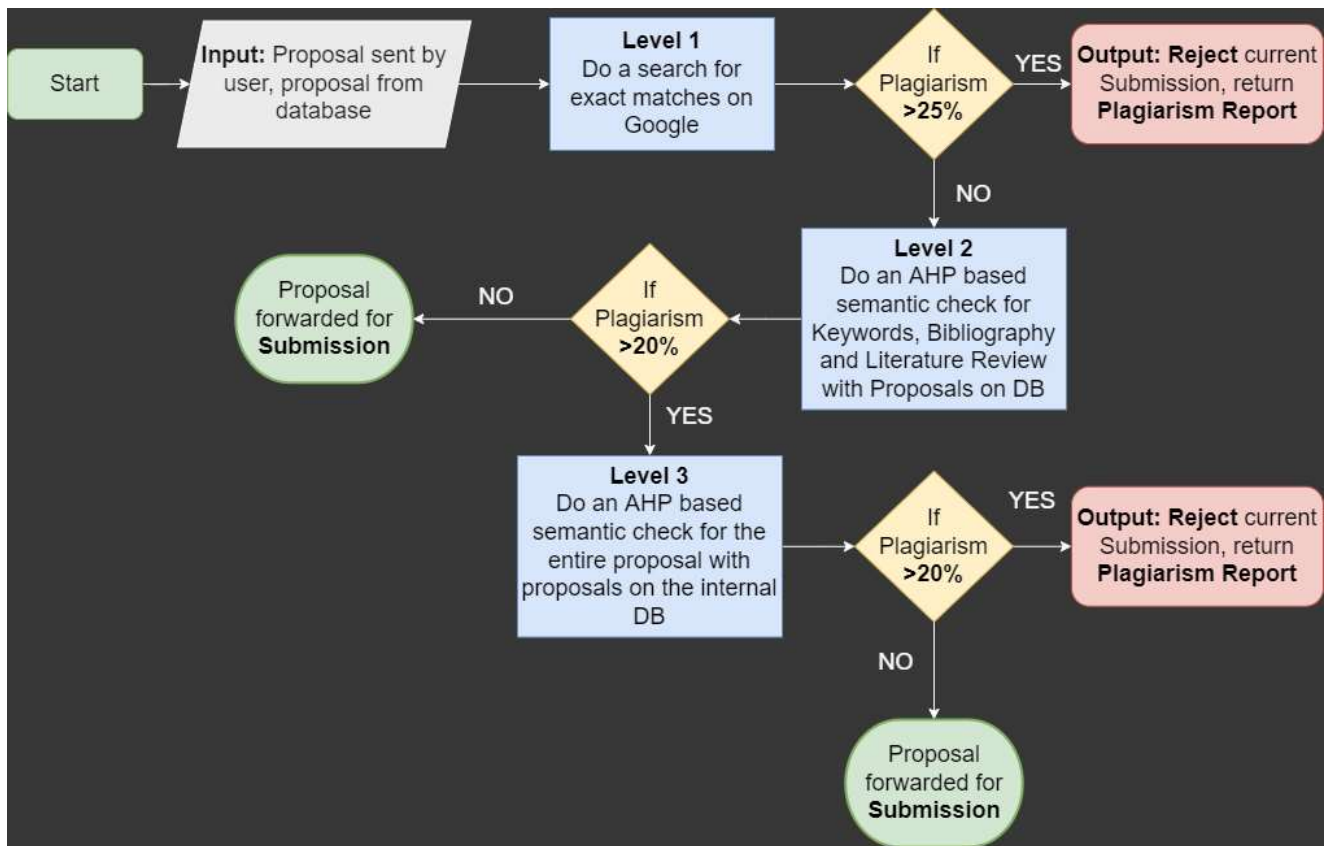 Start
Input: Proposal sent by
user, proposal from
database
Level 1
Do a search for
exact matches on
Google
If
Plagiarism
>25%
YES
Output: Reject current
Submission, return
Plagiarism Report
NO
Level 2
Do an AHP based
semantic check for
Keywords, Bibliography
and Literature Review
with Proposals on DB
If
Plagiarism
>20%
NO
Proposal
forwarded for
Submission
YES
Level 3
Do an AHP based
semantic check for the
entire proposal with
proposals on the internal
DB
If
Plagiarism
>20%
YES
Output: Reject current
Submission, return
Plagiarism Report
NO
Proposal
forwarded for
Submission